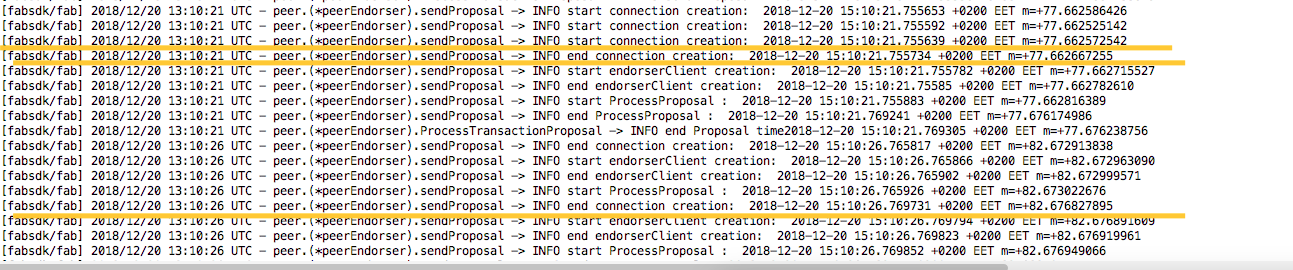 [fabsdk/fab] 2018/12/20 13:10:21 UTC - peer.(*peerEndorser).sendProposal -> INFO start connection creation:  2018-12-20 15:10:21.755653 +0200 EET m=+77.662586426
[fabsdk/fab] 2018/12/20 13:10:21 UTC - peer.(*peerEndorser).sendProposal -> INFO start connection creation:  2018-12-20 15:10:21.755592 +0200 EET m=+77.662525142
[fabsdk/fab] 2018/12/20 13:10:21 UTC - peer.(*peerEndorser).sendProposal -> INFO start connection creation:  2018-12-20 15:10:21.755639 +0200 EET m=+77.662572542
[fabsdk/fab] 2018/12/20 13:10:21 UTC - peer.(*peerEndorser).sendProposal -> INFO end connection creation:  2018-12-20 15:10:21.755734 +0200 EET m=+77.662667255
[fabsdk/fab] 2018/12/20 13:10:21 UTC - peer.(*peerEndorser).sendProposal -> INFO start endorserClient creation:  2018-12-20 15:10:21.755782 +0200 EET m=+77.662715527
[fabsdk/fab] 2018/12/20 13:10:21 UTC - peer.(*peerEndorser).sendProposal -> INFO end endorserClient creation:  2018-12-20 15:10:21.75585 +0200 EET m=+77.662782610
[fabsdk/fab] 2018/12/20 13:10:21 UTC - peer.(*peerEndorser).sendProposal -> INFO start ProcessProposal :  2018-12-20 15:10:21.755883 +0200 EET m=+77.662816389
[fabsdk/fab] 2018/12/20 13:10:21 UTC - peer.(*peerEndorser).sendProposal -> INFO end ProcessProposal :  2018-12-20 15:10:21.769241 +0200 EET m=+77.676174986
[fabsdk/fab] 2018/12/20 13:10:21 UTC - peer.(*peerEndorser).ProcessTransactionProposal -> INFO end Proposal time2018-12-20 15:10:21.769305 +0200 EET m=+77.676238756
[fabsdk/fab] 2018/12/20 13:10:26 UTC - peer.(*peerEndorser).sendProposal -> INFO end connection creation:  2018-12-20 15:10:26.765817 +0200 EET m=+82.672913838
[fabsdk/fab] 2018/12/20 13:10:26 UTC - peer.(*peerEndorser).sendProposal -> INFO start endorserClient creation:  2018-12-20 15:10:26.765866 +0200 EET m=+82.672963090
[fabsdk/fab] 2018/12/20 13:10:26 UTC - peer.(*peerEndorser).sendProposal -> INFO end endorserClient creation:  2018-12-20 15:10:26.765902 +0200 EET m=+82.672999571
[fabsdk/fab] 2018/12/20 13:10:26 UTC - peer.(*peerEndorser).sendProposal -> INFO start ProcessProposal :  2018-12-20 15:10:26.765926 +0200 EET m=+82.673022676
[fabsdk/fab] 2018/12/20 13:10:26 UTC - peer.(*peerEndorser).sendProposal -> INFO end connection creation:  2018-12-20 15:10:26.769731 +0200 EET m=+82.676827895
[fabsdk/fab] 2018/12/20 13:10:26 UTC - peer.(*peerEndorser).sendProposal -> INFO start endorserClient creation:  2018-12-20 15:10:26.769794 +0200 EET m=+82.676891609
[fabsdk/fab] 2018/12/20 13:10:26 UTC - peer.(*peerEndorser).sendProposal -> INFO end endorserClient creation:  2018-12-20 15:10:26.769823 +0200 EET m=+82.676919961
[fabsdk/fab] 2018/12/20 13:10:26 UTC - peer.(*peerEndorser).sendProposal -> INFO start ProcessProposal :  2018-12-20 15:10:26.769852 +0200 EET m=+82.676949066